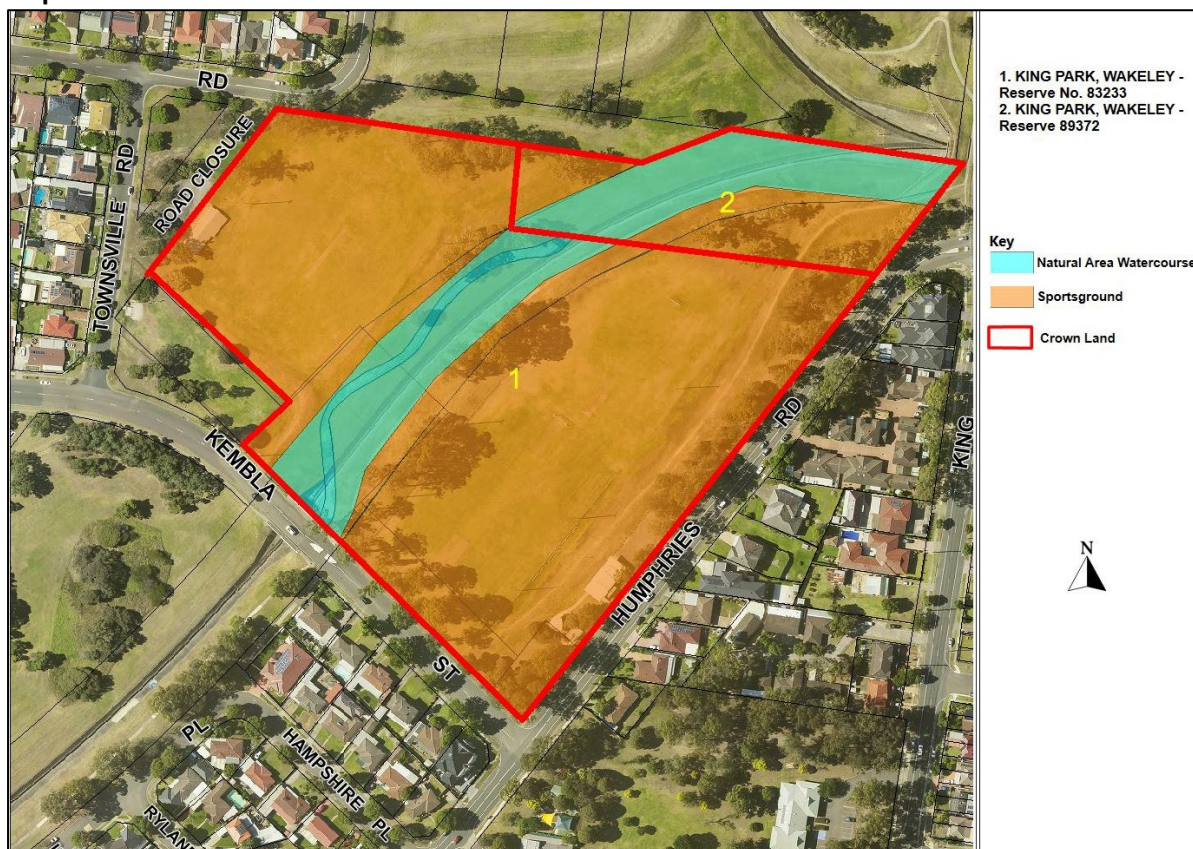 1. KING PARK, WAKELEY -
Reserve No. 83233
2. KING PARK, WAKELEY -
Reserve 89372
Key
Natural Area Watercourse
Sportsground
Crown Land
N
RD
ROAD CLOSURE
TOWNSVILLE RD
2
1
KEMBLA
ST
HUMPHRIES
RD
KING
PL
HAMPSHIRE PL